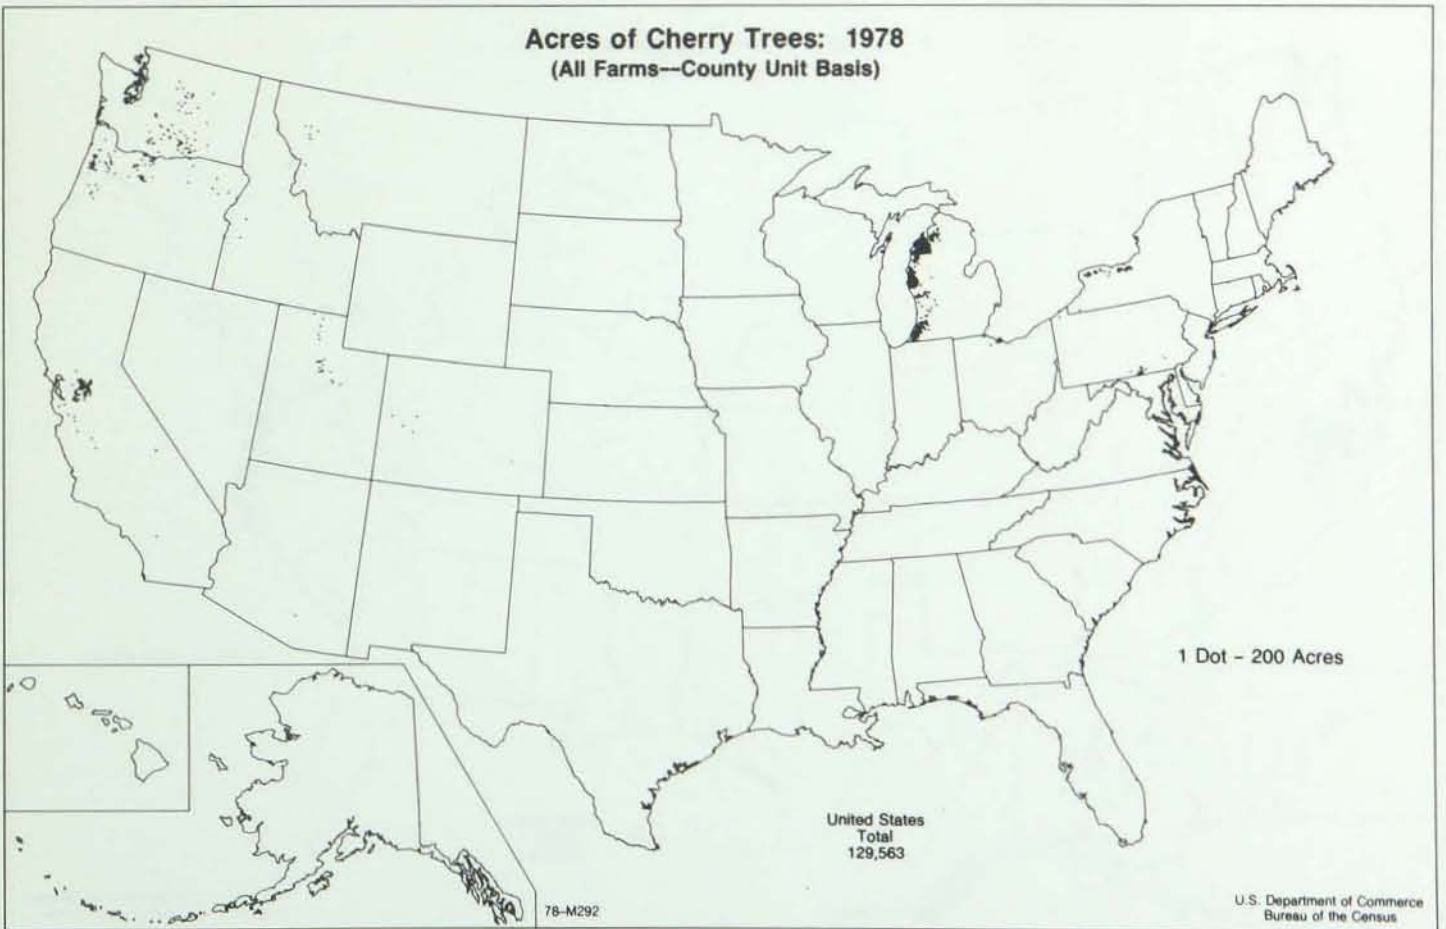 Acres of Cherry Trees: 1978
(All Farms--County Unit Basis)
1 Dot - 200 Acres
United States
Total
129,563
78-M292
U.S. Department of Commerce
Bureau of the Census